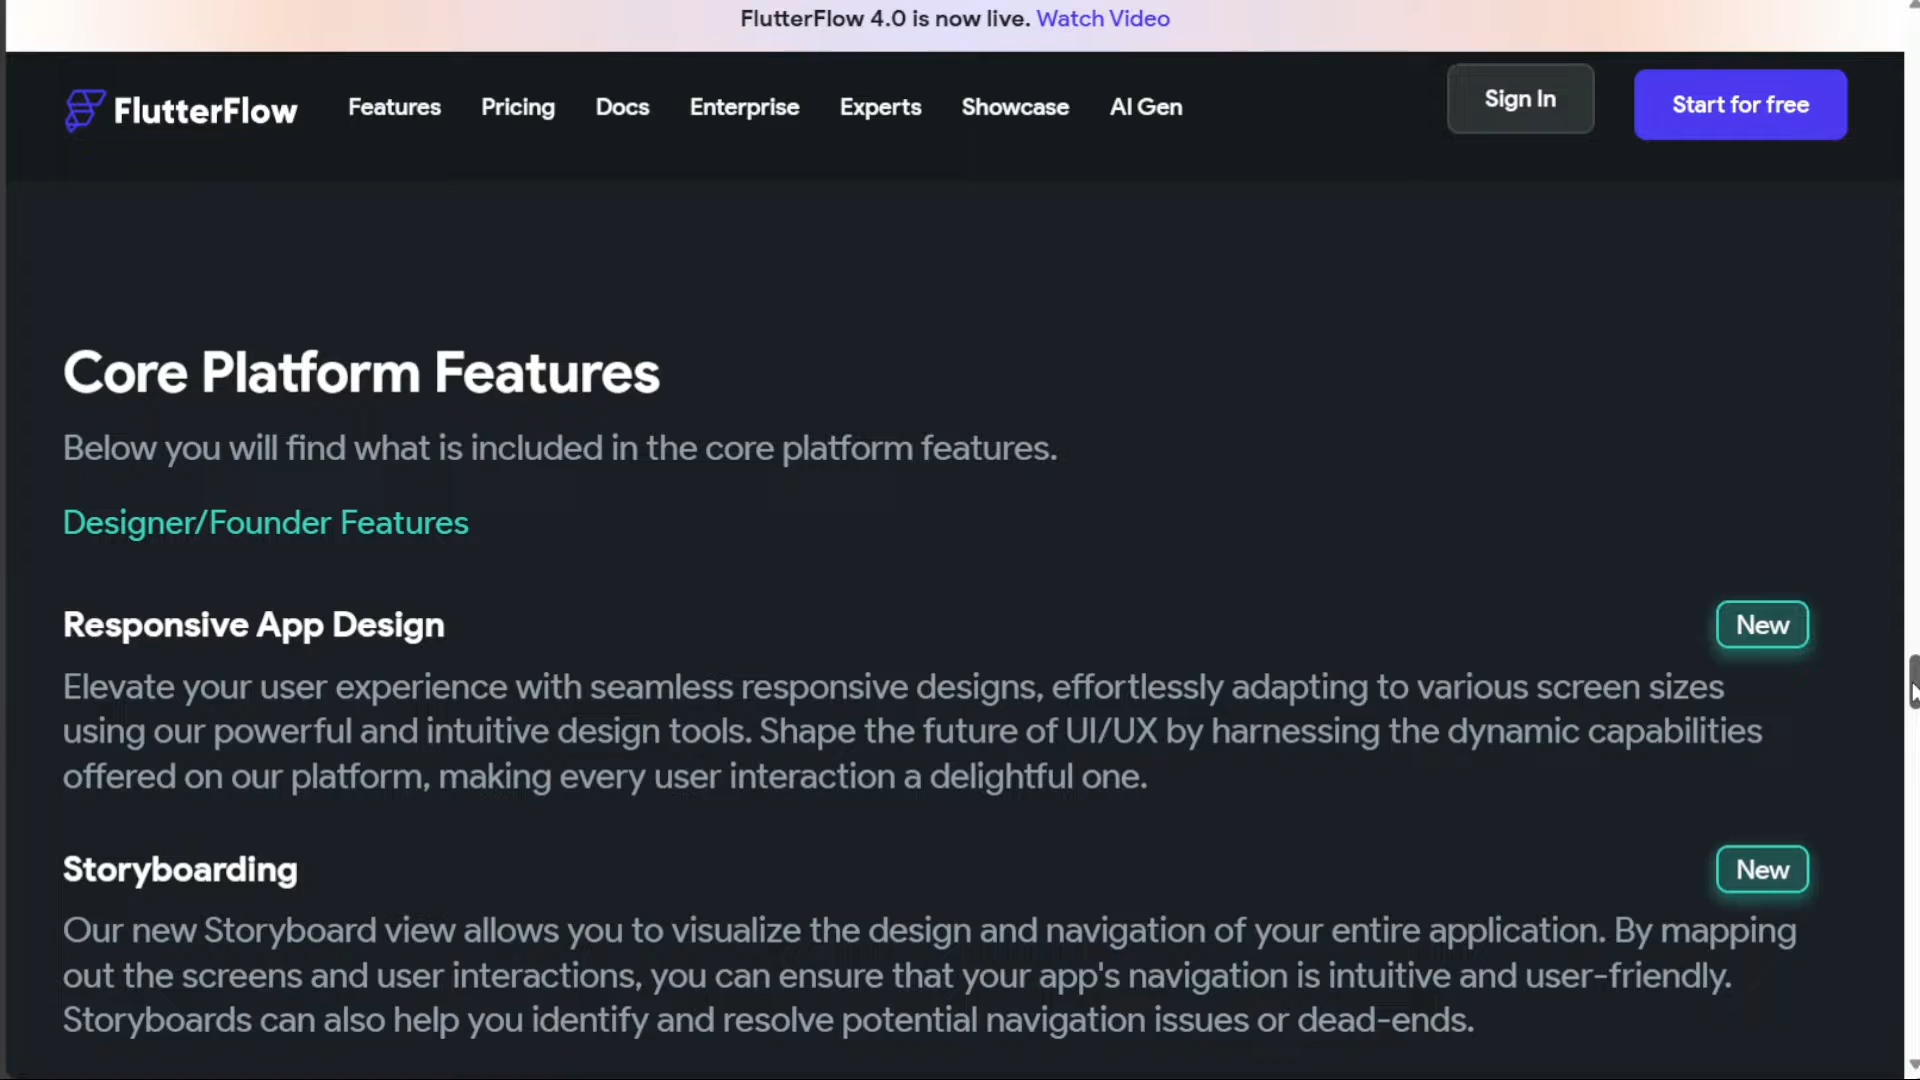 FlutterFlow 4.0 is now live. Watch Video
FlutterFlow Features Pricing Docs Enterprise Experts Showcase AI Gen Sign In Start for free
Core Platform Features
Below you will find what is included in the core platform features.
Designer/Founder Features
Responsive App Design New
Elevate your user experience with seamless responsive designs, effortlessly adapting to various screen sizes
using our powerful and intuitive design tools. Shape the future of UI/UX by harnessing the dynamic capabilities
offered on our platform, making every user interaction a delightful one.
Storyboarding New
Our new Storyboard view allows you to visualize the design and navigation of your entire application. By mapping
out the screens and user interactions, you can ensure that your app's navigation is intuitive and user-friendly.
Storyboards can also help you identify and resolve potential navigation issues or dead-ends.